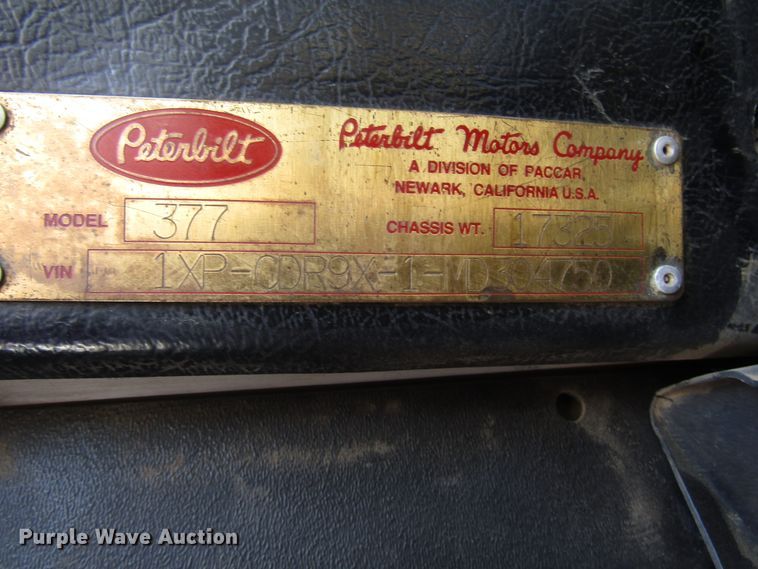 Peterbilt
Peterbilt Motors Company
A DIVISION OF PACCAR,
NEWARK, CALIFORNIA U.S.A.
MODEL 377 CHASSIS WT. 17325
VIN 1XP-CDR9X-1-MD304750
Purple Wave Auction